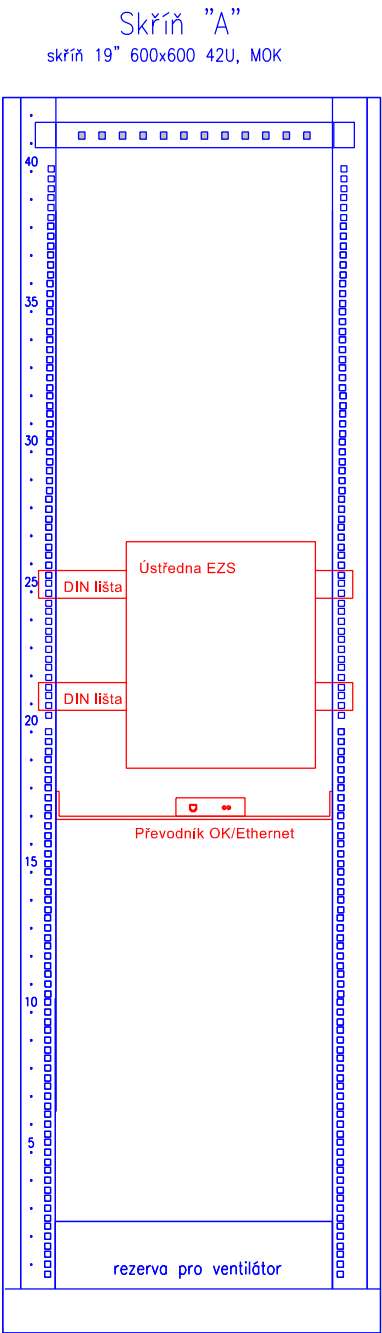 Skříň "A"
skříň 19" 600x600 42U, MOK
40
35
30
Ústředna EZS
25
DIN lišta
DIN lišta
20
Převodník OK/Ethernet
15
10
5
rezerva pro ventilátor